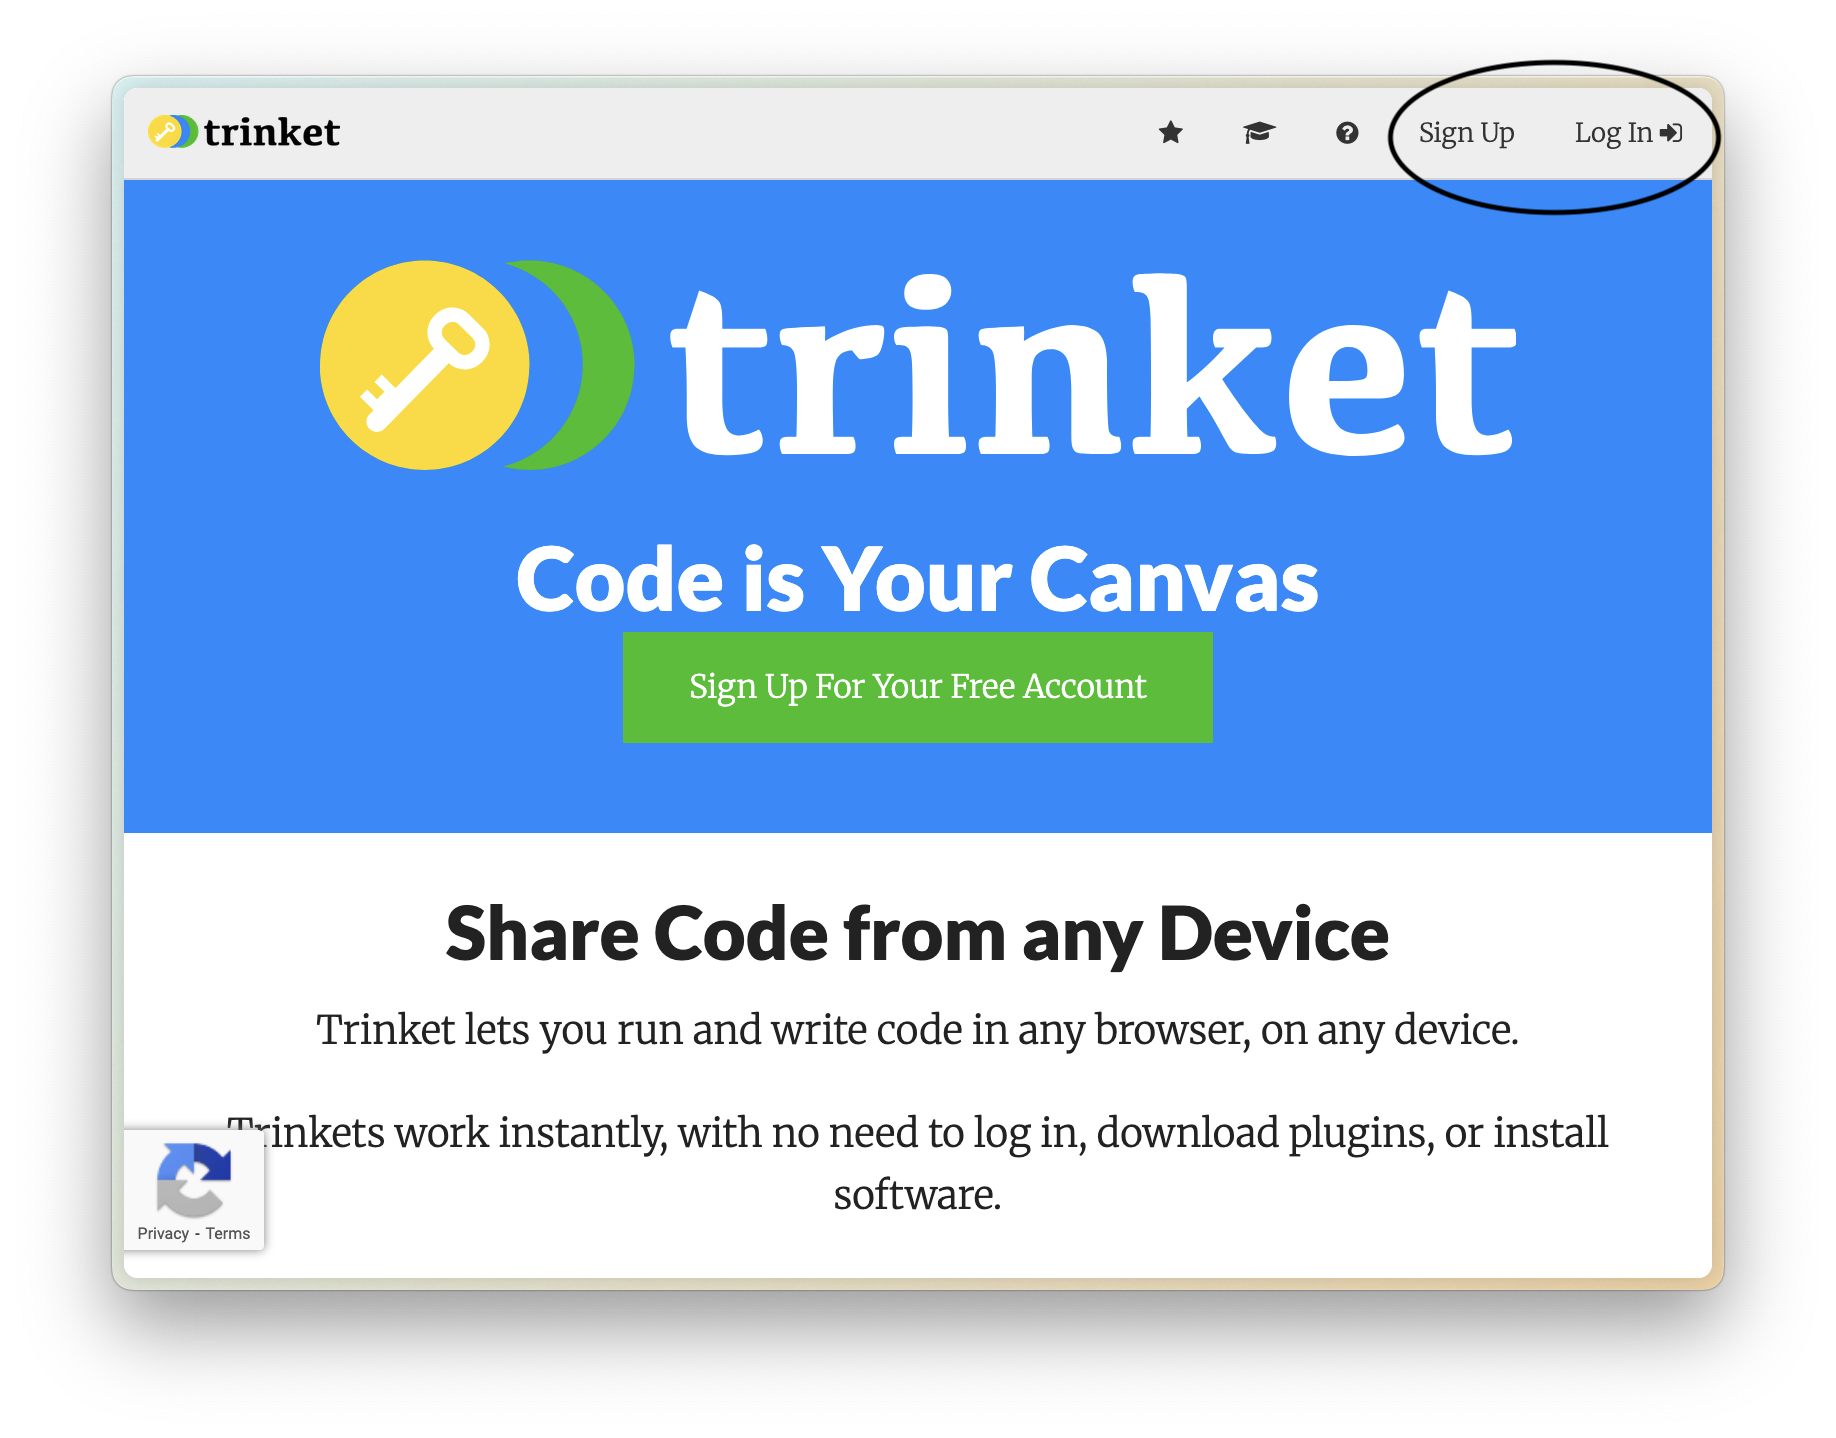 trinket
Sign Up
Log In
trinket
Code is Your Canvas
Sign Up For Your Free Account
Share Code from any Device
Trinket lets you run and write code in any browser, on any device.
Trinkets work instantly, with no need to log in, download plugins, or install
software.
Privacy - Terms